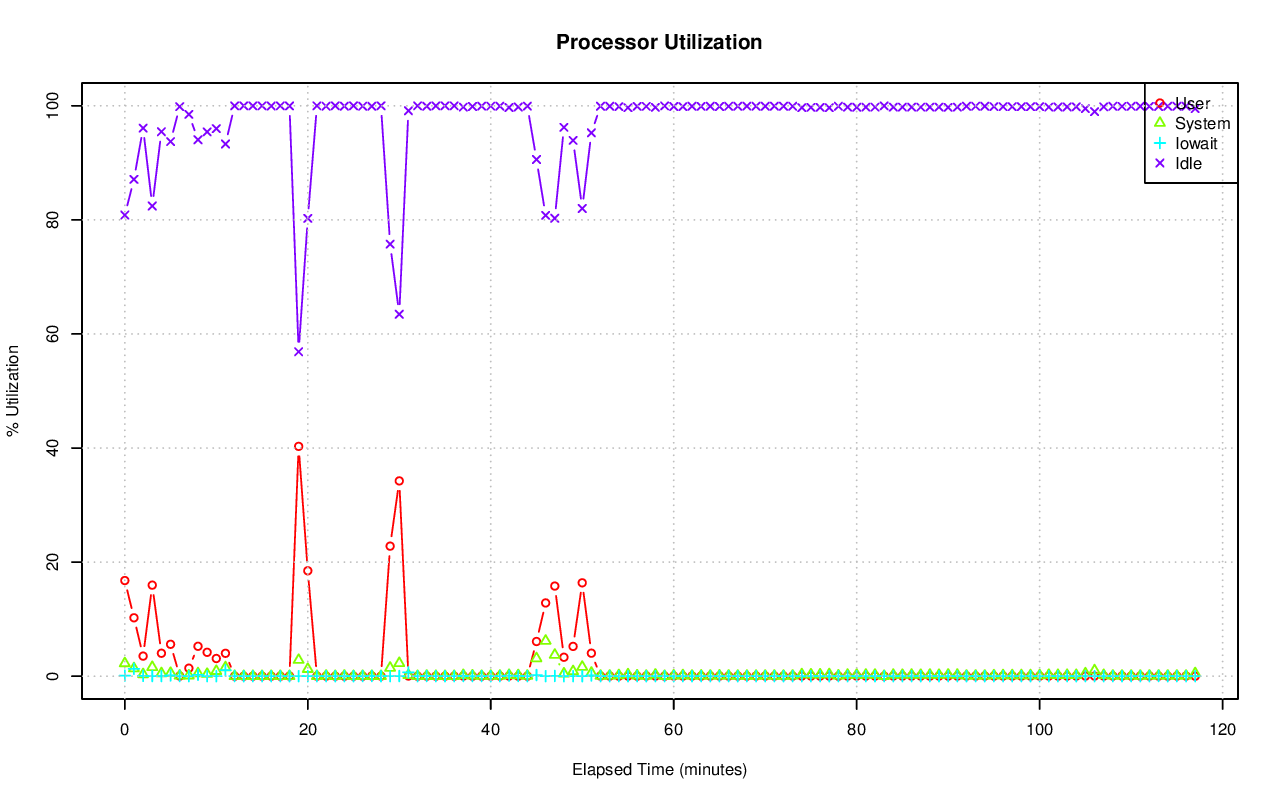 Processor Utilization
% Utilization
100
80
60
40
20
0
User
System
Iowait
Idle
0 20 40 60 80 100 120
Elapsed Time (minutes)